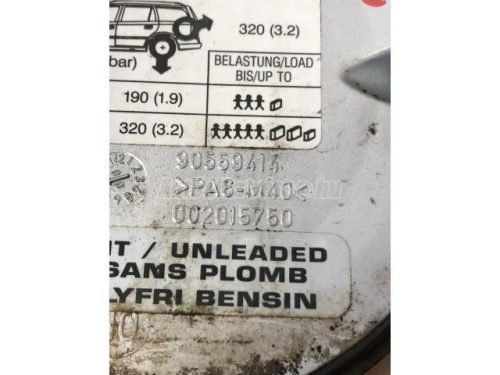 320 (3.2)
bar)
BELASTUNG/LOAD
BIS/UP TO
190 (1.9)
320 (3.2)
90559414
>PA6-M40<
002015750
T / UNLEADED
SANS PLOMB
LYFRI BENSIN